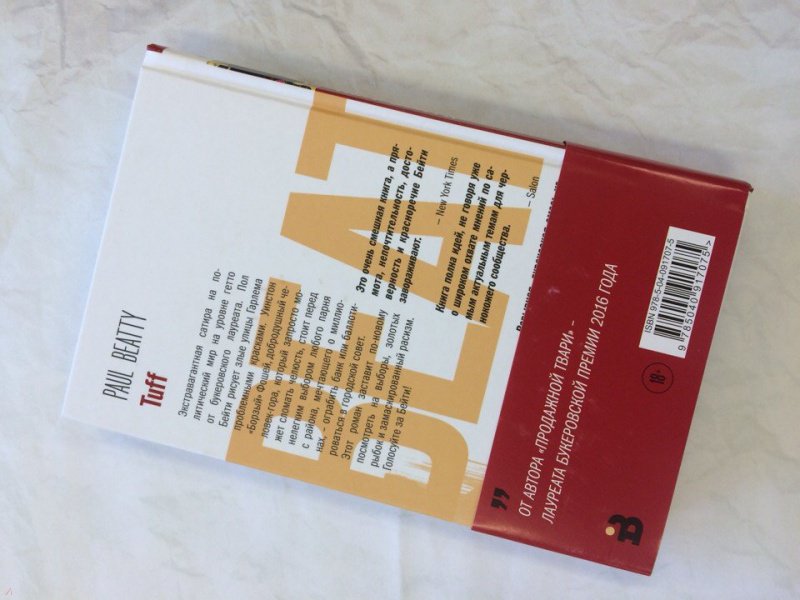 PAUL BEATTY
Tuff
Экстравагантная сатира на по-
литический мир на уровне гетто
от букеровского лауреата. Пол
Бейти рисует злые улицы Гарлема
проблемными красками. Уинстон
«Борзый» Фошей, добродушный че-
ловек-гора, который запросто мо-
жет сломать челюсть, стоит перед
нелегким выбором любого парня
с района, мечтающего о миллио-
нах, – ограбить банк или баллоти-
роваться в городской совет.
Этот роман заставит по-новому
посмотреть на выборы, золотых
рыбок и замаскированный расизм.
Голосуйте за Бейти!
Это очень смешная книга, а пря-
мота, непочтительность, досто-
верность и красноречие Бейти
завораживают.
– New York Times
Книга полна идей, не говоря уже
о широком охвате мнений по са-
мым актуальным темам для чер-
нокожего сообщества.
– Salon
BEAT
ОТ АВТОРА «ПРОДАЖНОЙ ТВАРИ» –
ЛАУРЕАТА БУКЕРОВСКОЙ ПРЕМИИ 2016 ГОДА
18+
ISBN 978-5-04-091707-5
9 785040 917075 >